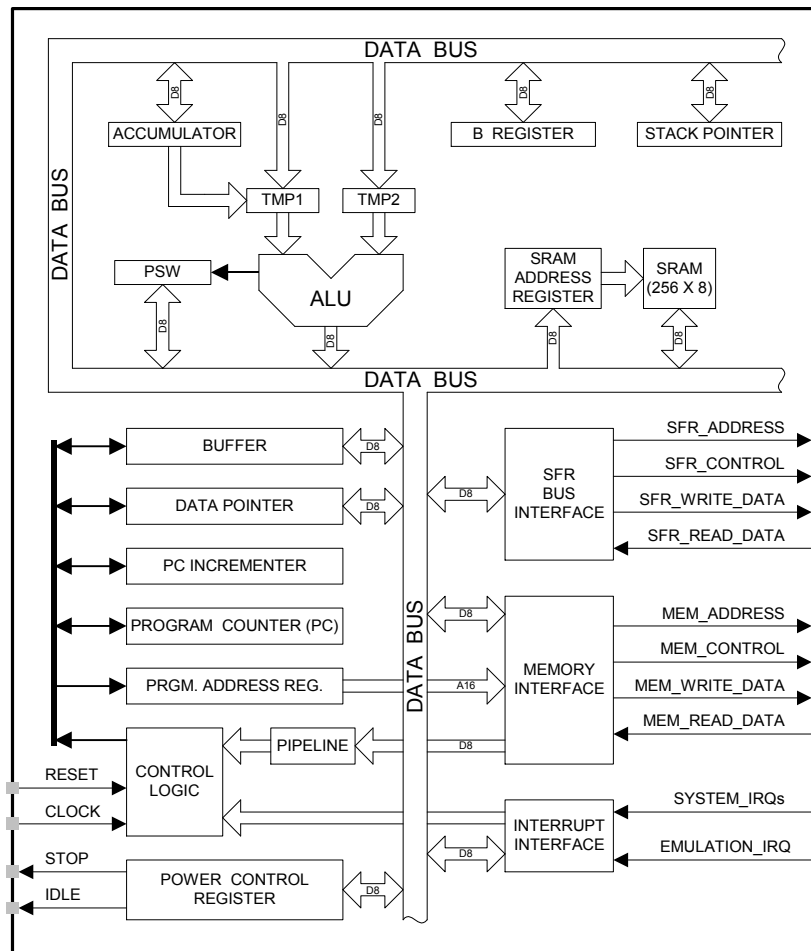 DATA BUS
D8
D8
D8
D8
D8
ACCUMULATOR
B REGISTER
STACK POINTER
DATA BUS
TMP1
TMP2
PSW
ALU
SRAM
ADDRESS
REGISTER
SRAM
(256 X 8)
D8
D8
D8
D8
DATA BUS
BUFFER
D8
DATA POINTER
D8
PC INCREMENTER
PROGRAM COUNTER (PC)
PRGM. ADDRESS REG.
A16
DATA BUS
D8
SFR
BUS
INTERFACE
SFR_ADDRESS
SFR_CONTROL
SFR_WRITE_DATA
SFR_READ_DATA
D8
MEMORY
INTERFACE
MEM_ADDRESS
MEM_CONTROL
MEM_WRITE_DATA
MEM_READ_DATA
PIPELINE
D8
RESET
CLOCK
CONTROL
LOGIC
INTERRUPT
INTERFACE
D8
SYSTEM_IRQs
EMULATION_IRQ
STOP
IDLE
POWER CONTROL
REGISTER
D8